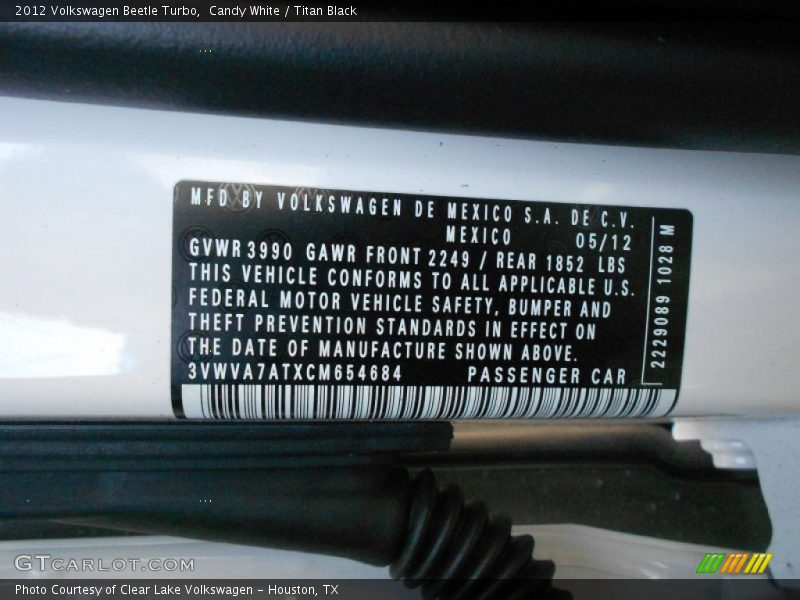 2012 Volkswagen Beetle Turbo,  Candy White / Titan Black
MFD BY VOLKSWAGEN DE MEXICO S.A. DE C.V.
MEXICO 05/12
GVWR 3990 GAWR FRONT 2249 / REAR 1852 LBS
THIS VEHICLE CONFORMS TO ALL APPLICABLE U.S.
FEDERAL MOTOR VEHICLE SAFETY, BUMPER AND
THEFT PREVENTION STANDARDS IN EFFECT ON
THE DATE OF MANUFACTURE SHOWN ABOVE.
3VWVA7ATXCM654684 PASSENGER CAR
2229089 1028 M
GTCARLOT.COM
Photo Courtesy of Clear Lake Volkswagen - Houston, TX